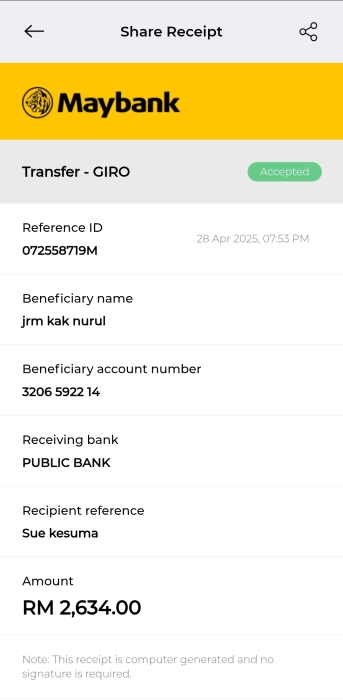 Share Receipt
Maybank
Transfer - GIRO
Accepted
Reference ID
072558719M
28 Apr 2025, 07:53 PM
Beneficiary name
jrm kak nurul
Beneficiary account number
3206 5922 14
Receiving bank
PUBLIC BANK
Recipient reference
Sue kesuma
Amount
RM 2,634.00
Note: This receipt is computer generated and no
signature is required.